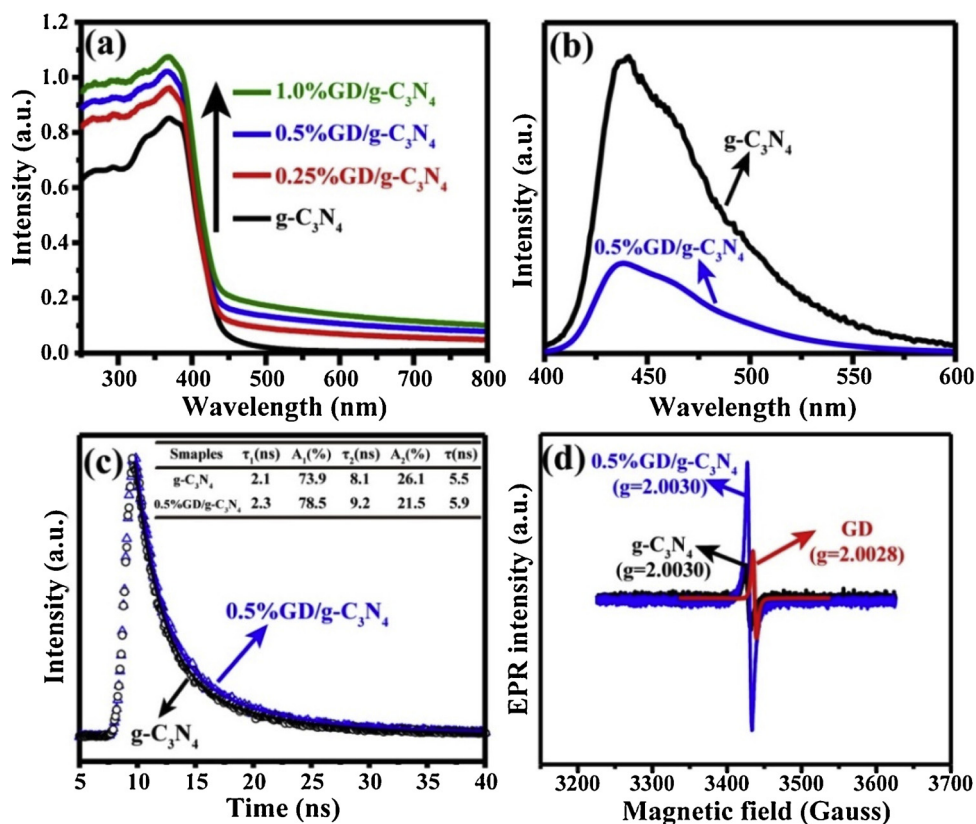 (a)
Intensity (a.u.)
1.2
1.0
0.8
0.6
0.4
0.2
0.0
1.0%GD/g-C₃N₄
0.5%GD/g-C₃N₄
0.25%GD/g-C₃N₄
g-C₃N₄
300 400 500 600 700 800
Wavelength (nm)
(b)
Intensity (a.u.)
g-C₃N₄
0.5%GD/g-C₃N₄
400 450 500 550 600
Wavelength (nm)
(c)
Intensity (a.u.)
Smaples τ₁(ns) A₁(%) τ₂(ns) A₂(%) τ(ns)
g-C₃N₄ 2.1 73.9 8.1 26.1 5.5
0.5%GD/g-C₃N₄ 2.3 78.5 9.2 21.5 5.9
0.5%GD/g-C₃N₄
g-C₃N₄
5 10 15 20 25 30 35 40
Time (ns)
(d)
EPR intensity (a.u.)
0.5%GD/g-C₃N₄
(g=2.0030)
g-C₃N₄
(g=2.0030)
GD
(g=2.0028)
3200 3300 3400 3500 3600 3700
Magnetic field (Gauss)